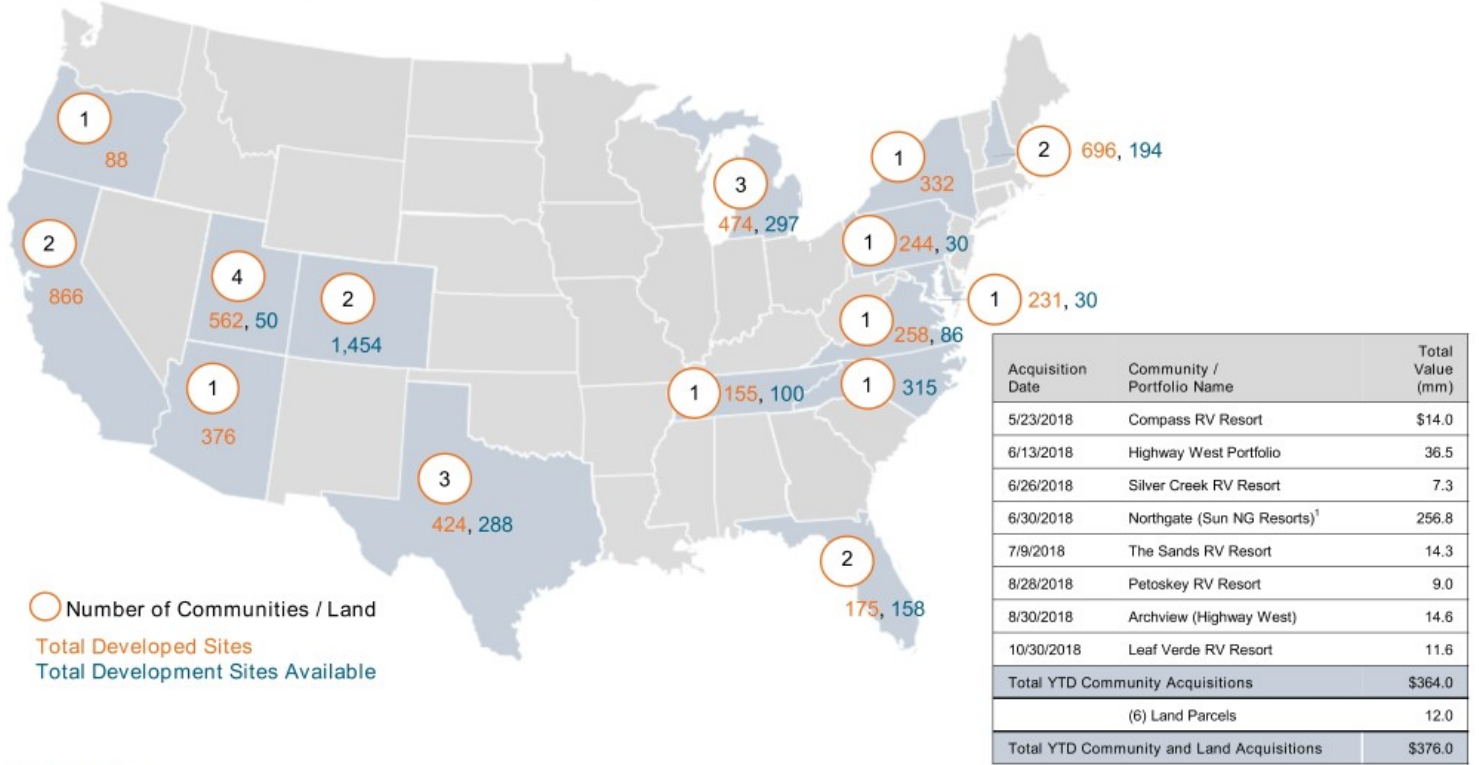 1
88
2
866
4
562, 50
2
1,454
1
376
3
424, 288
3
474, 297
1
332
2 696, 194
1 244, 30
1 231, 30
1
258, 86
1 155, 100
1 315
2
175, 158
Number of Communities / Land
Total Developed Sites
Total Development Sites Available
Acquisition Date Community / Portfolio Name Total Value (mm)
5/23/2018 Compass RV Resort $14.0
6/13/2018 Highway West Portfolio 36.5
6/26/2018 Silver Creek RV Resort 7.3
6/30/2018 Northgate (Sun NG Resorts)¹ 256.8
7/9/2018 The Sands RV Resort 14.3
8/28/2018 Petoskey RV Resort 9.0
8/30/2018 Archview (Highway West) 14.6
10/30/2018 Leaf Verde RV Resort 11.6
Total YTD Community Acquisitions $364.0
(6) Land Parcels 12.0
Total YTD Community and Land Acquisitions $376.0